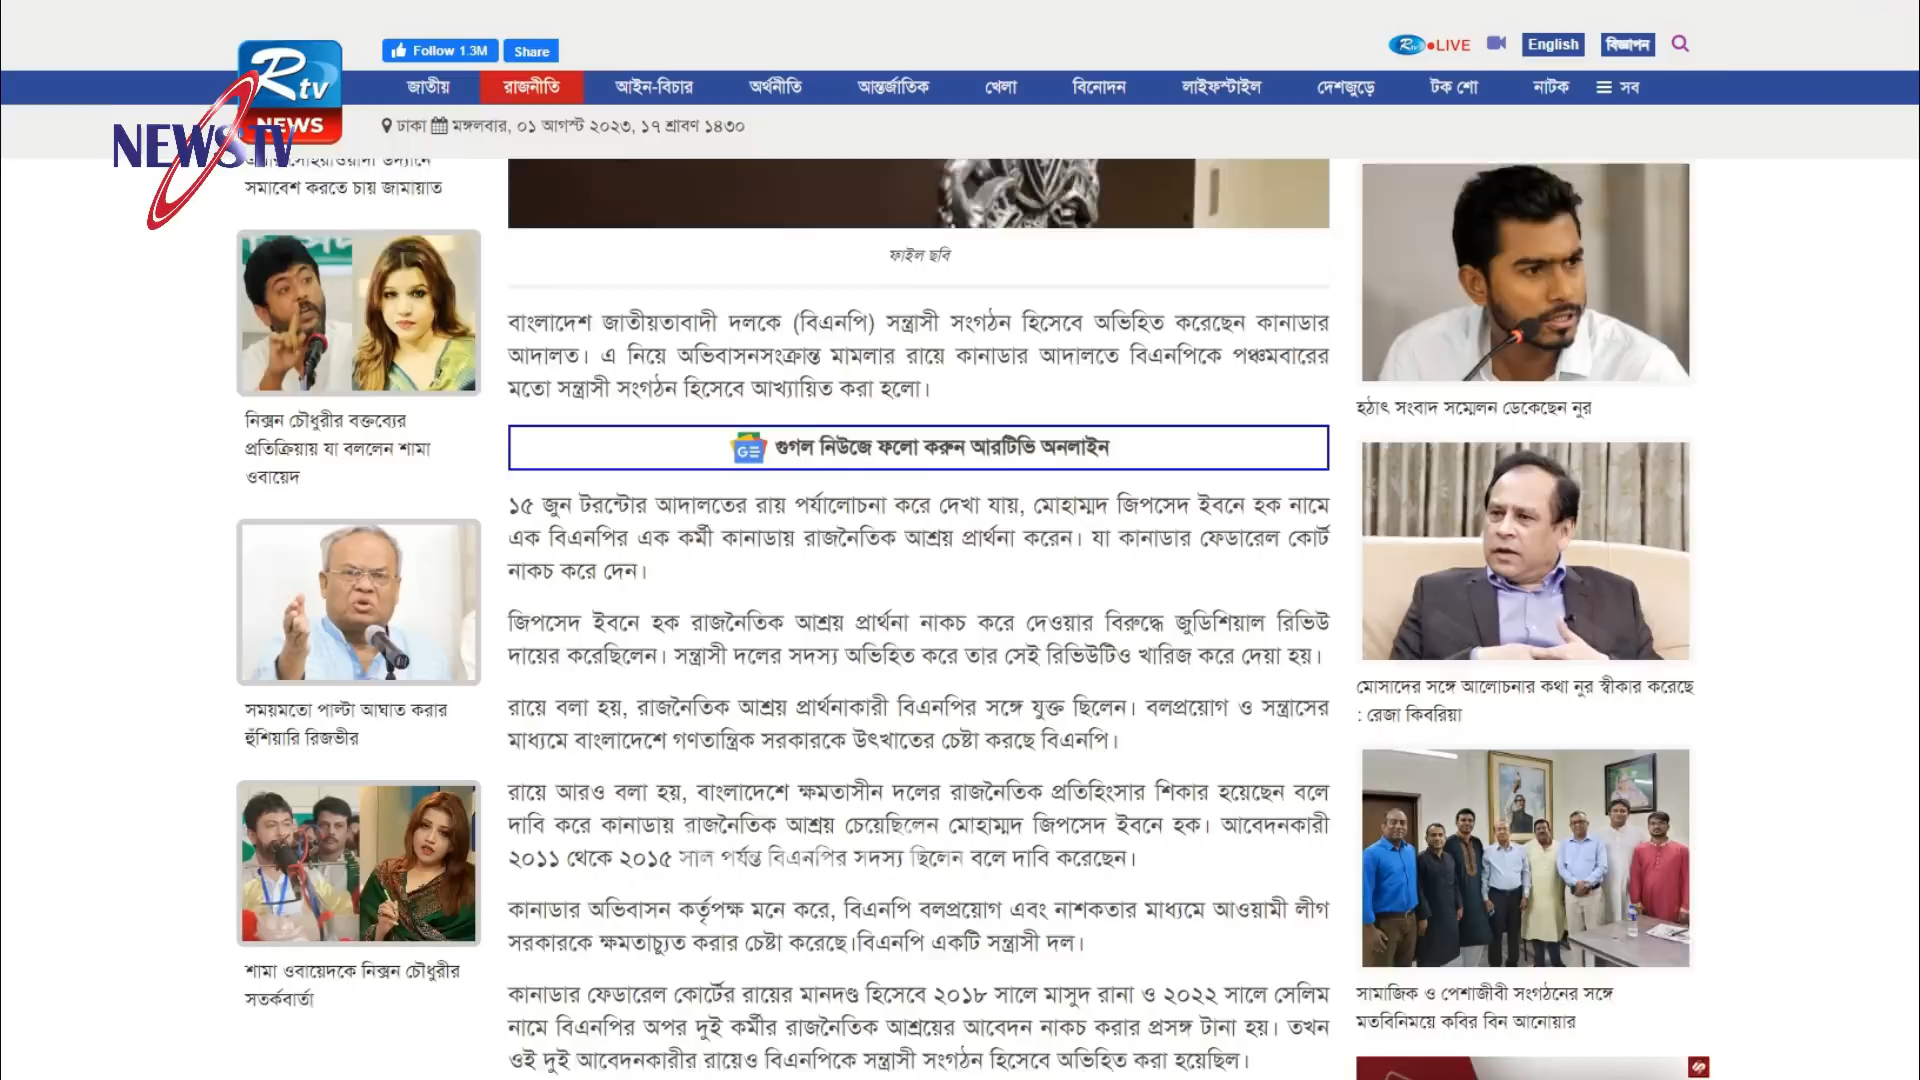 Rtv
NEWS
NEWS TV
Follow 1.3M
Share
Rtv
LIVE
English
বিজ্ঞাপন
জাতীয়
রাজনীতি
আইন-বিচার
অর্থনীতি
আন্তর্জাতিক
খেলা
বিনোদন
লাইফস্টাইল
দেশজুড়ে
টক শো
নাটক
সব
ঢাকা মঙ্গলবার, ০১ আগস্ট ২০২৩, ১৭ শ্রাবণ ১৪৩০
সমাবেশ করতে চায় জামায়াত
নিক্সন চৌধুরীর বক্তব্যের
প্রতিক্রিয়ায় যা বললেন শামা
ওবায়েদ
সময়মতো পাল্টা আঘাত করার
হুঁশিয়ারি রিজভীর
শামা ওবায়েদকে নিক্সন চৌধুরীর
সতর্কবার্তা
ফাইল ছবি
বাংলাদেশ জাতীয়তাবাদী দলকে (বিএনপি) সন্ত্রাসী সংগঠন হিসেবে অভিহিত করেছেন কানাডার
আদালত। এ নিয়ে অভিবাসনসংক্রান্ত মামলার রায়ে কানাডার আদালতে বিএনপিকে পঞ্চমবারের
মতো সন্ত্রাসী সংগঠন হিসেবে আখ্যায়িত করা হলো।
গুগল নিউজে ফলো করুন আরটিভি অনলাইন
১৫ জুন টরন্টোর আদালতের রায় পর্যালোচনা করে দেখা যায়, মোহাম্মদ জিপসেদ ইবনে হক নামে
এক বিএনপির এক কর্মী কানাডায় রাজনৈতিক আশ্রয় প্রার্থনা করেন। যা কানাডার ফেডারেল কোর্ট
নাকচ করে দেন।
জিপসেদ ইবনে হক রাজনৈতিক আশ্রয় প্রার্থনা নাকচ করে দেওয়ার বিরুদ্ধে জুডিশিয়াল রিভিউ
দায়ের করেছিলেন। সন্ত্রাসী দলের সদস্য অভিহিত করে তার সেই রিভিউটিও খারিজ করে দেয়া হয়।
রায়ে বলা হয়, রাজনৈতিক আশ্রয় প্রার্থনাকারী বিএনপির সঙ্গে যুক্ত ছিলেন। বলপ্রয়োগ ও সন্ত্রাসের
মাধ্যমে বাংলাদেশে গণতান্ত্রিক সরকারকে উৎখাতের চেষ্টা করছে বিএনপি।
রায়ে আরও বলা হয়, বাংলাদেশে ক্ষমতাসীন দলের রাজনৈতিক প্রতিহিংসার শিকার হয়েছেন বলে
দাবি করে কানাডায় রাজনৈতিক আশ্রয় চেয়েছিলেন মোহাম্মদ জিপসেদ ইবনে হক। আবেদনকারী
২০১১ থেকে ২০১৫ সাল পর্যন্ত বিএনপির সদস্য ছিলেন বলে দাবি করেছেন।
কানাডার অভিবাসন কর্তৃপক্ষ মনে করে, বিএনপি বলপ্রয়োগ এবং নাশকতার মাধ্যমে আওয়ামী লীগ
সরকারকে ক্ষমতাচ্যুত করার চেষ্টা করেছে।বিএনপি একটি সন্ত্রাসী দল।
কানাডার ফেডারেল কোর্টের রায়ের মানদণ্ড হিসেবে ২০১৮ সালে মাসুদ রানা ও ২০২২ সালে সেলিম
নামে বিএনপির অপর দুই কর্মীর রাজনৈতিক আশ্রয়ের আবেদন নাকচ করার প্রসঙ্গ টানা হয়। তখন
ওই দুই আবেদনকারীর রায়েও বিএনপিকে সন্ত্রাসী সংগঠন হিসেবে অভিহিত করা হয়েছিল।
হঠাৎ সংবাদ সম্মেলন ডেকেছেন নুর
মোসাদের সঙ্গে আলোচনার কথা নুর স্বীকার করেছে
: রেজা কিবরিয়া
সামাজিক ও পেশাজীবী সংগঠনের সঙ্গে
মতবিনিময়ে কবির বিন আনোয়ার